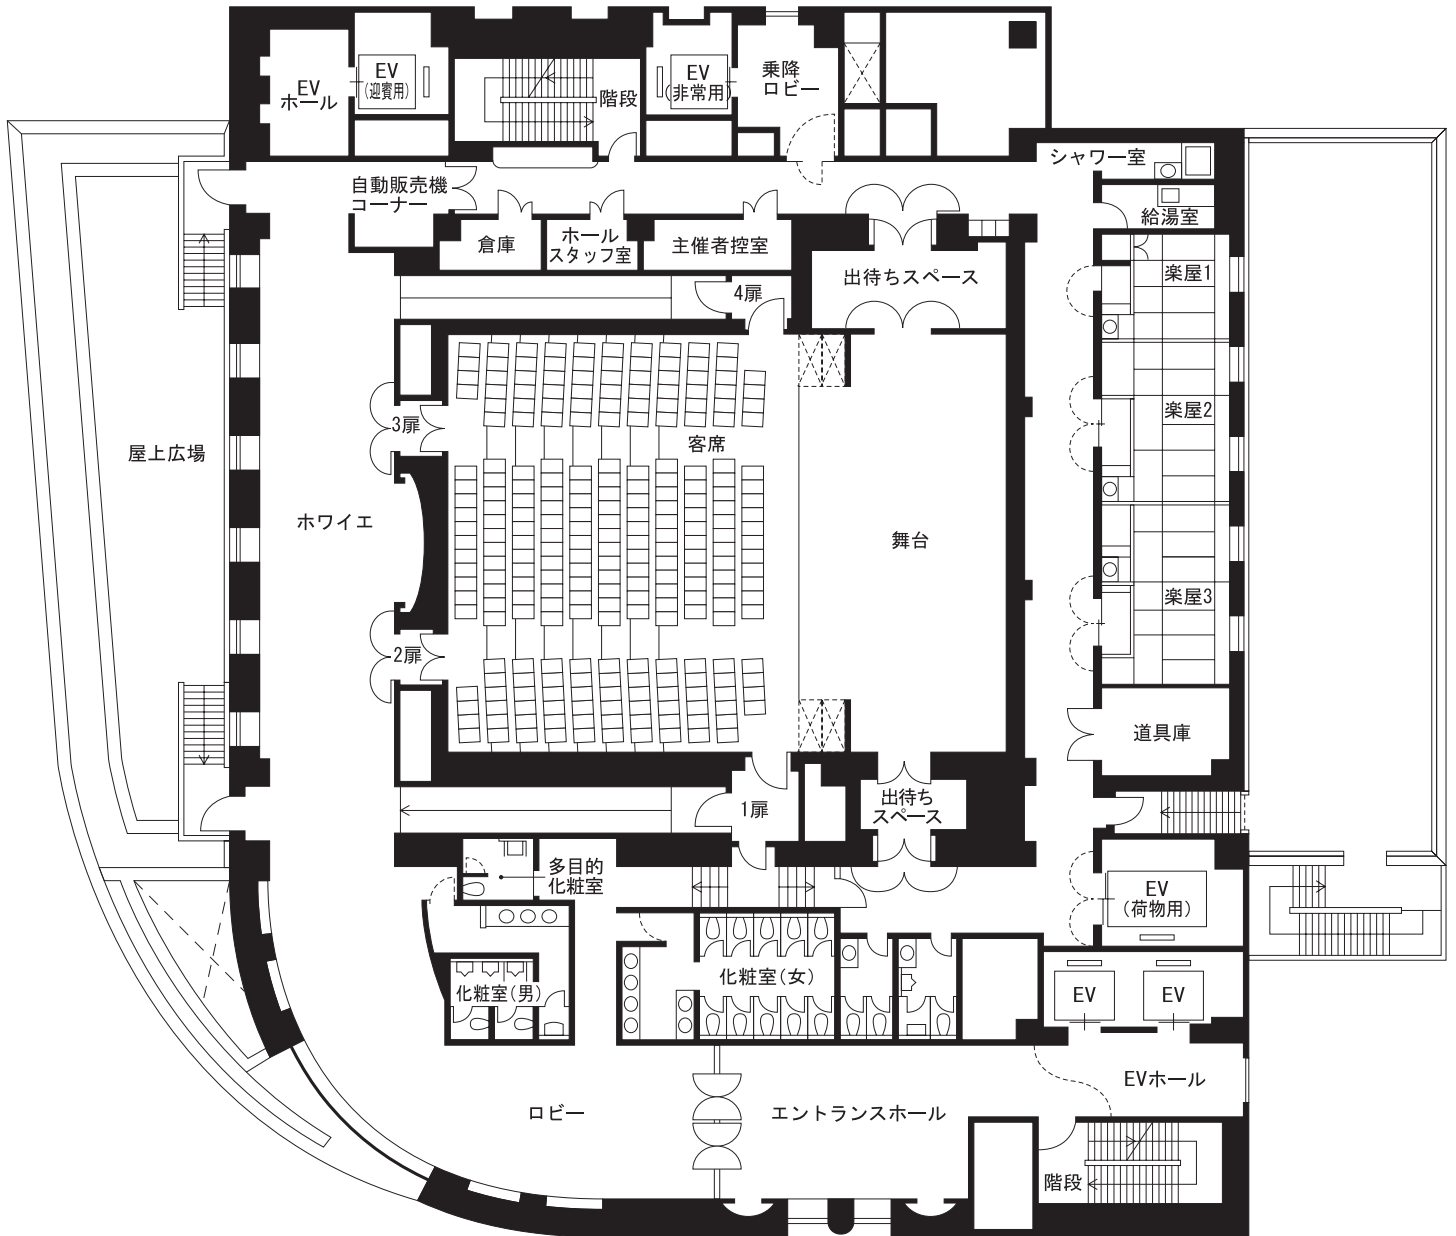 EV
ホール
EV
(迎賓用)
階段
EV
(非常用)
乗降
ロビー
シャワー室
給湯室
自動販売機
コーナー
倉庫
ホール
スタッフ室
主催者控室
出待ちスペース
4扉
楽屋1
楽屋2
楽屋3
3扉
客席
屋上広場
ホワイエ
舞台
2扉
道具庫
1扉
出待ち
スペース
多目的
化粧室
EV
(荷物用)
化粧室(男)
化粧室(女)
EV
EV
EVホール
ロビー
エントランスホール
階段